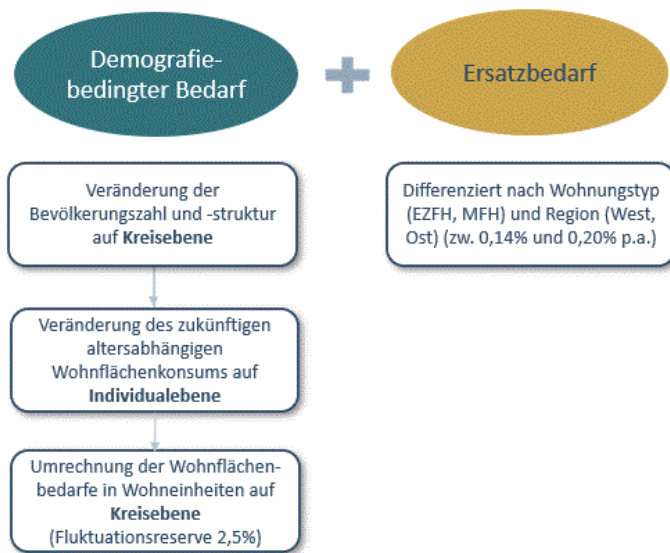 Demografie-
bedingter Bedarf
Ersatzbedarf
Veränderung der
Bevölkerungszahl und -struktur
auf Kreisebene
Differenziert nach Wohnungstyp
(EZFH, MFH) und Region (West,
Ost) (zw. 0,14% und 0,20% p.a.)
Veränderung des zukünftigen
altersabhängigen
Wohnflächenkonsums auf
Individualebene
Umrechnung der Wohnflächen-
bedarfe in Wohneinheiten auf
Kreisebene
(Fluktuationsreserve 2,5%)